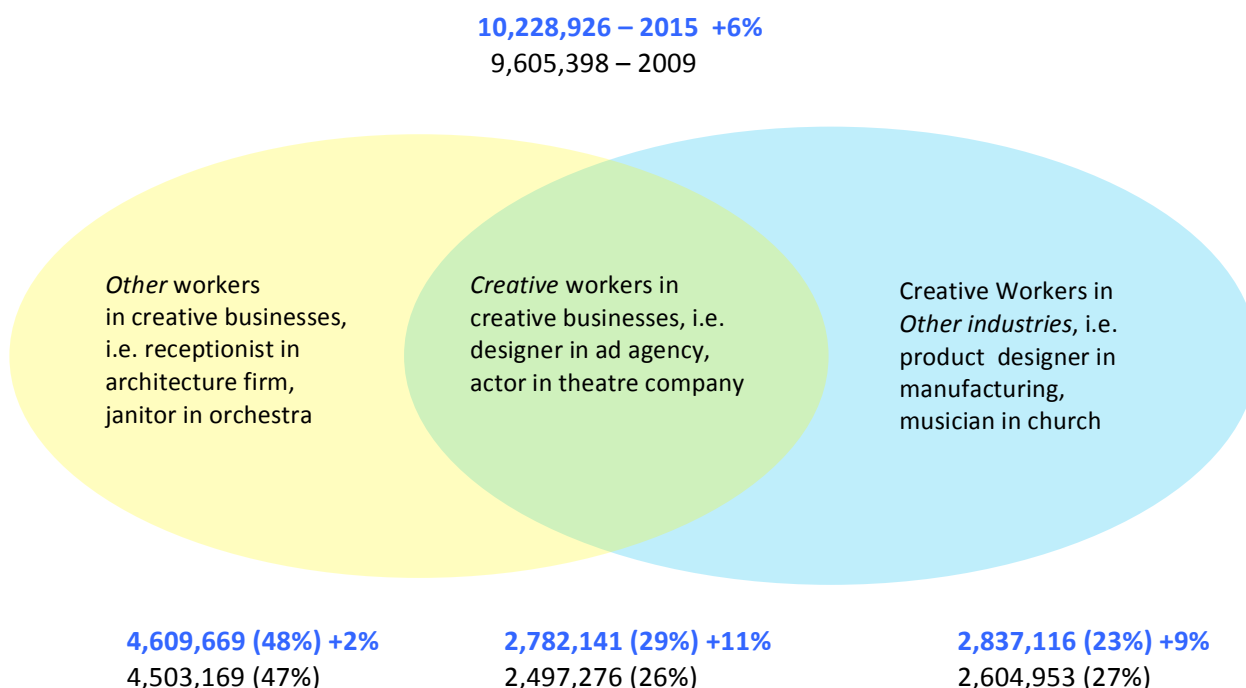 10,228,926 – 2015 +6%
9,605,398 – 2009
Other workers
in creative businesses,
i.e. receptionist in
architecture firm,
janitor in orchestra
Creative workers in
creative businesses, i.e.
designer in ad agency,
actor in theatre company
Creative Workers in
Other industries, i.e.
product designer in
manufacturing,
musician in church
4,609,669 (48%) +2%
4,503,169 (47%)
2,782,141 (29%) +11%
2,497,276 (26%)
2,837,116 (23%) +9%
2,604,953 (27%)